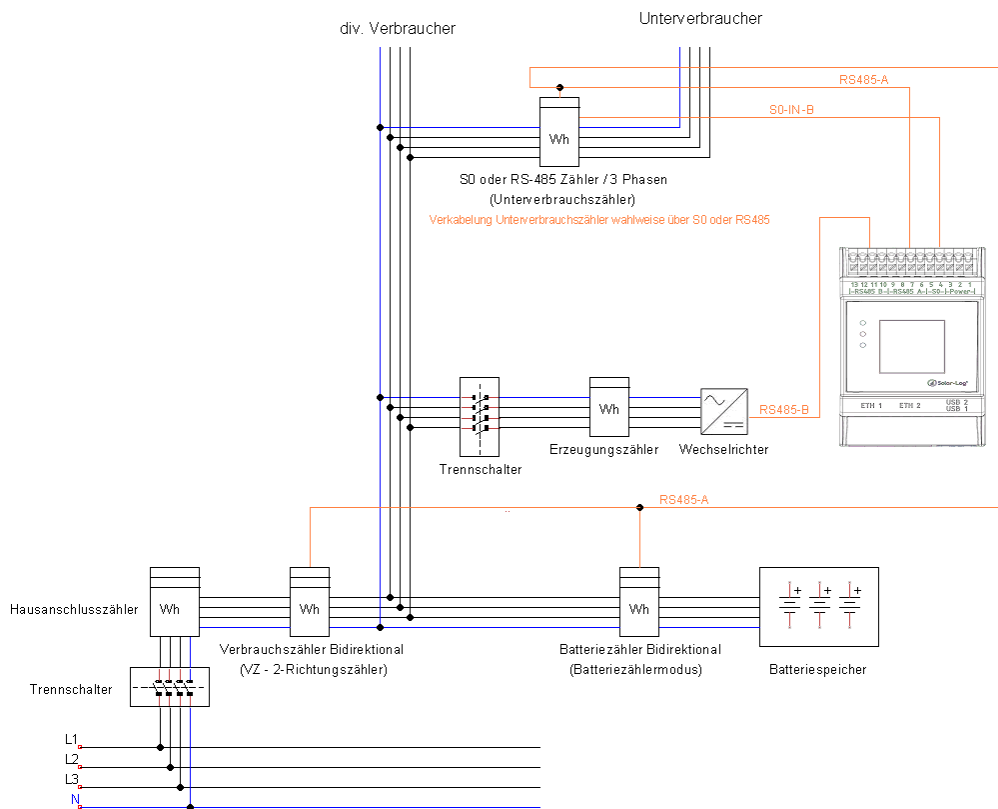 div. Verbraucher
Unterverbraucher
RS485-A
S0-IN-B
Wh
S0 oder RS-485 Zähler / 3 Phasen
(Unterverbrauchszähler)
Verkabelung Unterverbrauchszähler wahlweise über S0 oder RS485
13 12 11 10 9 8 7 6 5 4 3 2 1
|-RS485 B-|-RS485 A-|-S0-|-Power-|
Solar-Log®
ETH 1 ETH 2 USB 2
USB 1
Wh
RS485-B
Trennschalter
Erzeugungszähler
Wechselrichter
RS485-A
Hausanschlusszähler
Wh
Wh
Wh
+ + +
Verbrauchszähler Bidirektional
(VZ - 2-Richtungszähler)
Batteriezähler Bidirektional
(Batteriezählermodus)
Batteriespeicher
Trennschalter
L1
L2
L3
N